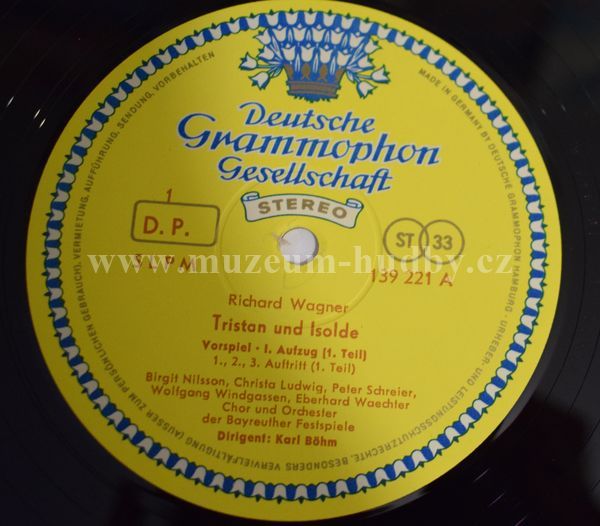 Deutsche
Grammophon
Gesellschaft
STEREO
1
D. P.
SLPM
ST 33
139 221 A
www.muzeum-hudby.cz
Richard Wagner
Tristan und Isolde
Vorspiel · I. Aufzug (1. Teil)
1., 2., 3. Auftritt (1. Teil)
Birgit Nilsson, Christa Ludwig, Peter Schreier,
Wolfgang Windgassen, Eberhard Waechter
Chor und Orchester
der Bayreuther Festspiele
Dirigent: Karl Böhm
MADE IN GERMANY BY DEUTSCHE GRAMMOPHON HAMBURG · URHEBER- UND LEISTUNGSSCHUTZRECHTE, BESONDERS VERVIELFÄLTIGUNG (AUSSER ZUM PERSÖNLICHEN GEBRAUCH), VERMIETUNG, AUFFÜHRUNG, SENDUNG, VORBEHALTEN